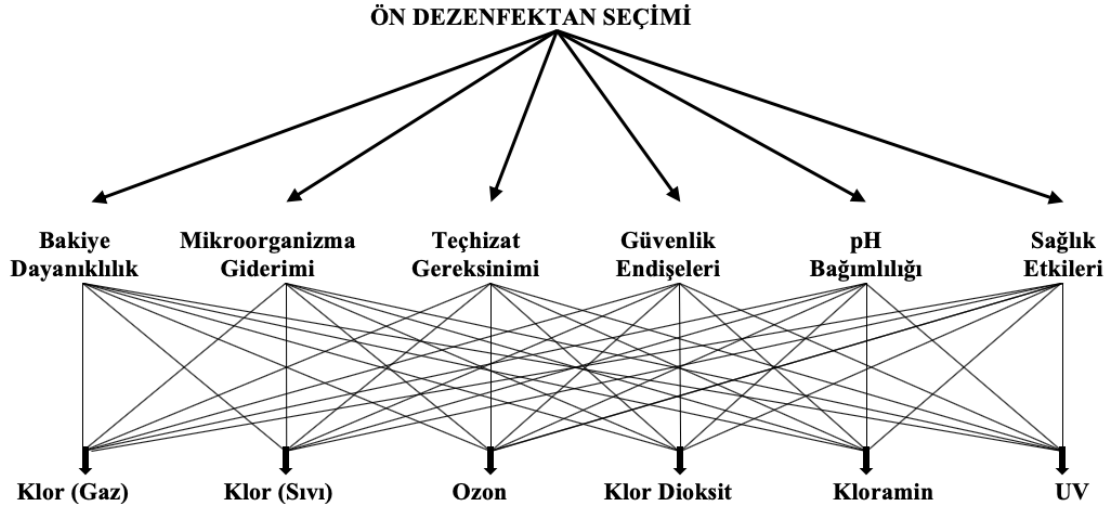 ÖN DEZENFEKTAN SEÇİMİ
Bakiye
Dayanıklılık
Mikroorganizma
Giderimi
Teçhizat
Gereksinimi
Güvenlik
Endişeleri
pH
Bağımlılığı
Sağlık
Etkileri
Klor (Gaz)
Klor (Sıvı)
Ozon
Klor Dioksit
Kloramin
UV